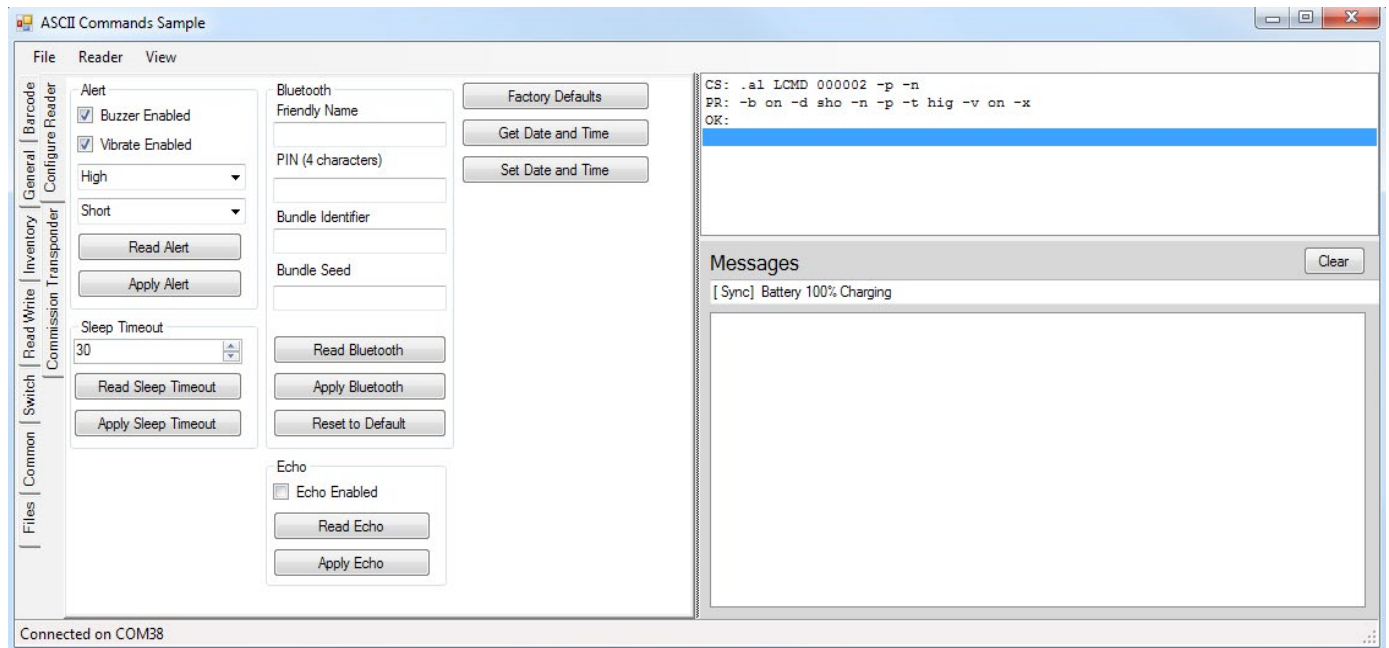 ASCII Commands Sample
File Reader View
General Barcode
Configure Reader
Read Write Inventory
Commission Transponder
Switch
Common
Files
Alert
Buzzer Enabled
Vibrate Enabled
High
Short
Read Alert
Apply Alert
Sleep Timeout
30
Read Sleep Timeout
Apply Sleep Timeout
Bluetooth
Friendly Name
PIN (4 characters)
Bundle Identifier
Bundle Seed
Read Bluetooth
Apply Bluetooth
Reset to Default
Echo
Echo Enabled
Read Echo
Apply Echo
Factory Defaults
Get Date and Time
Set Date and Time
CS: .al LCMD 000002 -p -n
PR: -b on -d sho -n -p -t hig -v on -x
OK:
Messages
Clear
[ Sync] Battery 100% Charging
Connected on COM38